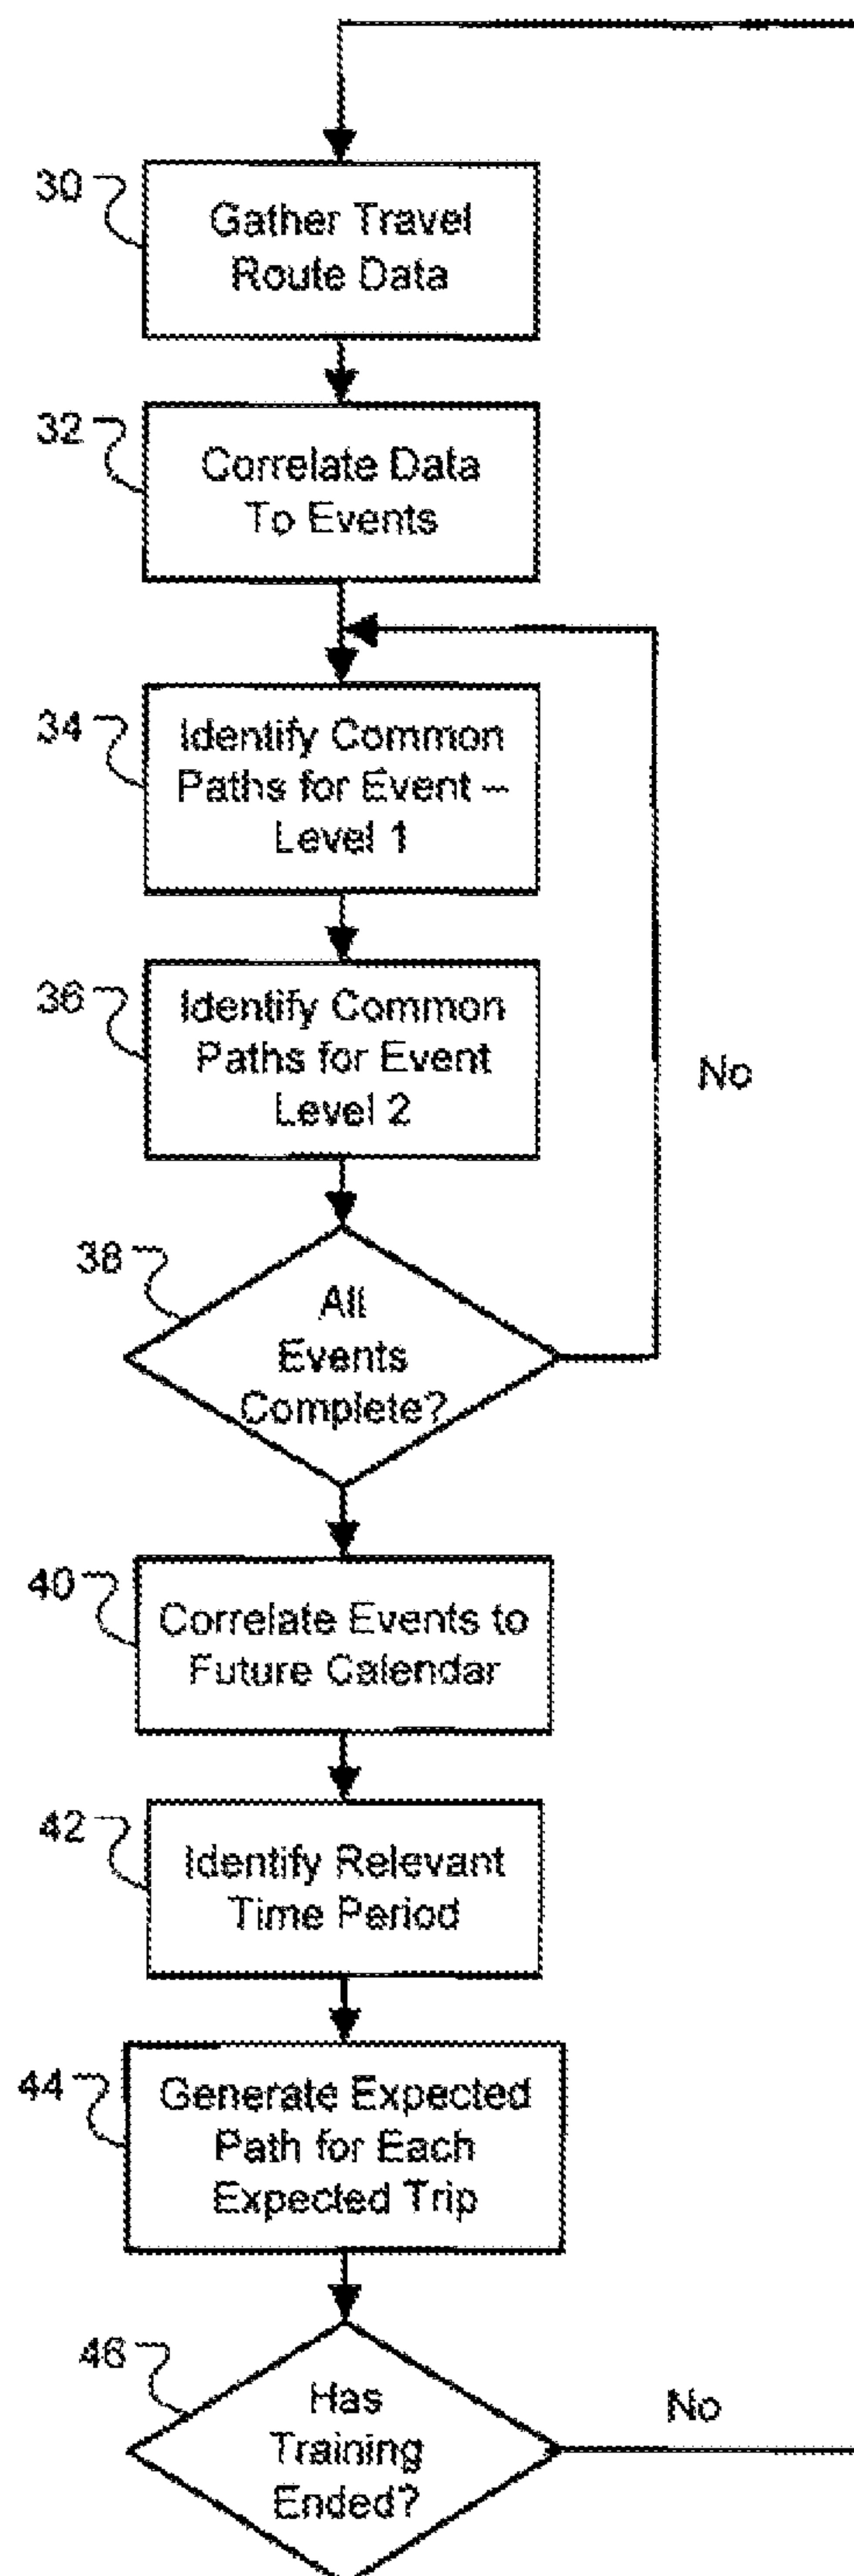 30
Gather Travel
Route Data
32
Correlate Data
To Events
34
Identify Common
Paths for Event –
Level 1
36
Identify Common
Paths for Event
Level 2
No
38
All
Events
Complete?
40
Correlate Events to
Future Calendar
42
Identify Relevant
Time Period
44
Generate Expected
Path for Each
Expected Trip
46
Has
Training
Ended?
No